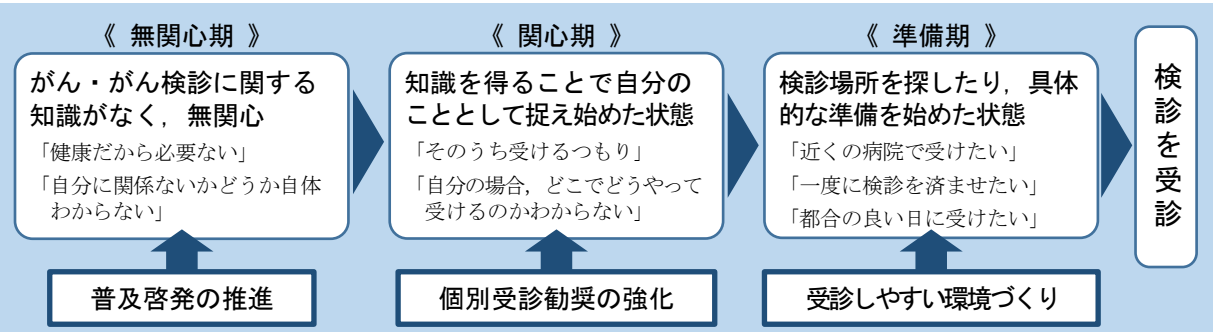 《 無関心期 》
がん・がん検診に関する
知識がなく，無関心
「健康だから必要ない」
「自分に関係ないかどうか自体
わからない」
普及啓発の推進
《 関心期 》
知識を得ることで自分の
こととして捉え始めた状態
「そのうち受けるつもり」
「自分の場合，どこでどうやって
受けるのかわからない」
個別受診勧奨の強化
《 準備期 》
検診場所を探したり，具体
的な準備を始めた状態
「近くの病院で受けたい」
「一度に検診を済ませたい」
「都合の良い日に受けたい」
受診しやすい環境づくり
検診を受診